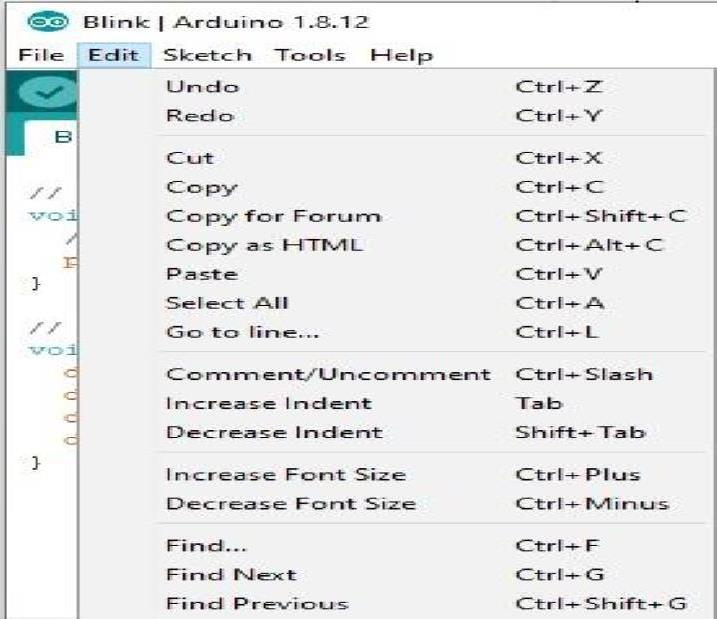 Blink | Arduino 1.8.12
File Edit Sketch Tools Help
Undo Ctrl+Z
Redo Ctrl+Y
B
Cut Ctrl+X
Copy Ctrl+C
//
Copy for Forum Ctrl+Shift+C
voi
Copy as HTML Ctrl+Alt+C
/
p
Paste Ctrl+V
}
Select All Ctrl+A
//
Go to line... Ctrl+L
voi
Comment/Uncomment Ctrl+Slash
d
Increase Indent Tab
d
d
Decrease Indent Shift+Tab
d
}
Increase Font Size Ctrl+Plus
Decrease Font Size Ctrl+Minus
Find... Ctrl+F
Find Next Ctrl+G
Find Previous Ctrl+Shift+G